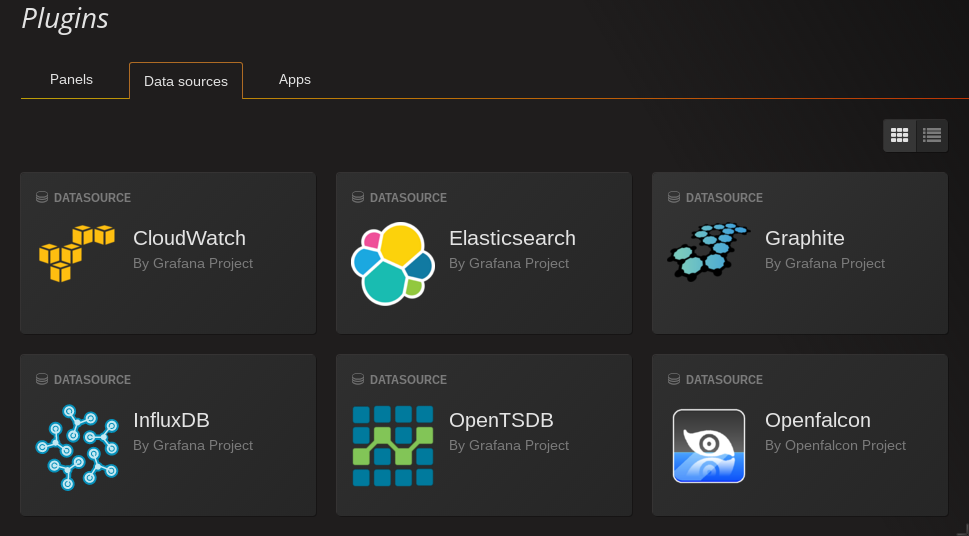 Plugins
Panels
Data sources
Apps
DATASOURCE
CloudWatch
By Grafana Project
DATASOURCE
Elasticsearch
By Grafana Project
DATASOURCE
Graphite
By Grafana Project
DATASOURCE
InfluxDB
By Grafana Project
DATASOURCE
OpenTSDB
By Grafana Project
DATASOURCE
Openfalcon
By Openfalcon Project